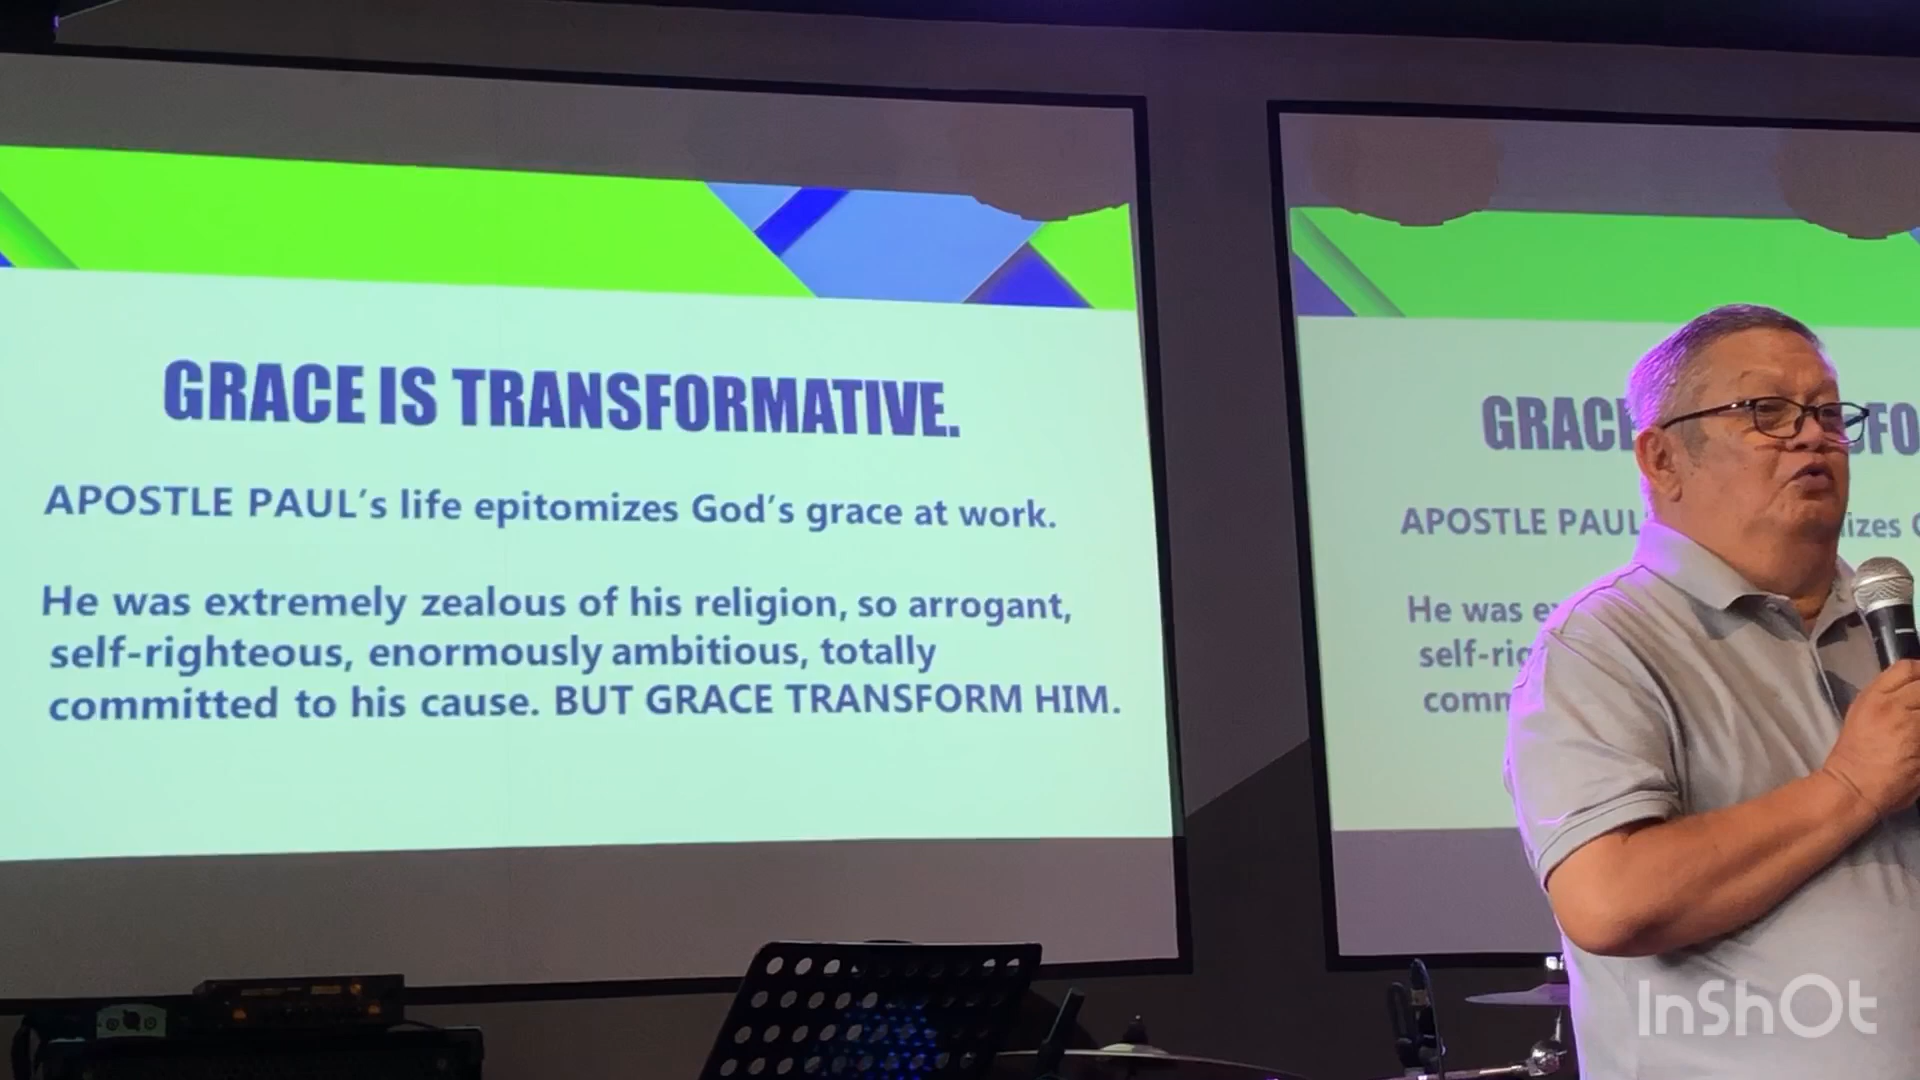 GRACE IS TRANSFORMATIVE.
APOSTLE PAUL's life epitomizes God's grace at work.
He was extremely zealous of his religion, so arrogant,
self-righteous, enormously ambitious, totally
committed to his cause. BUT GRACE TRANSFORM HIM.
GRACE FO
APOSTLE PAUL izes
He was
self-rig
comm
InShOt